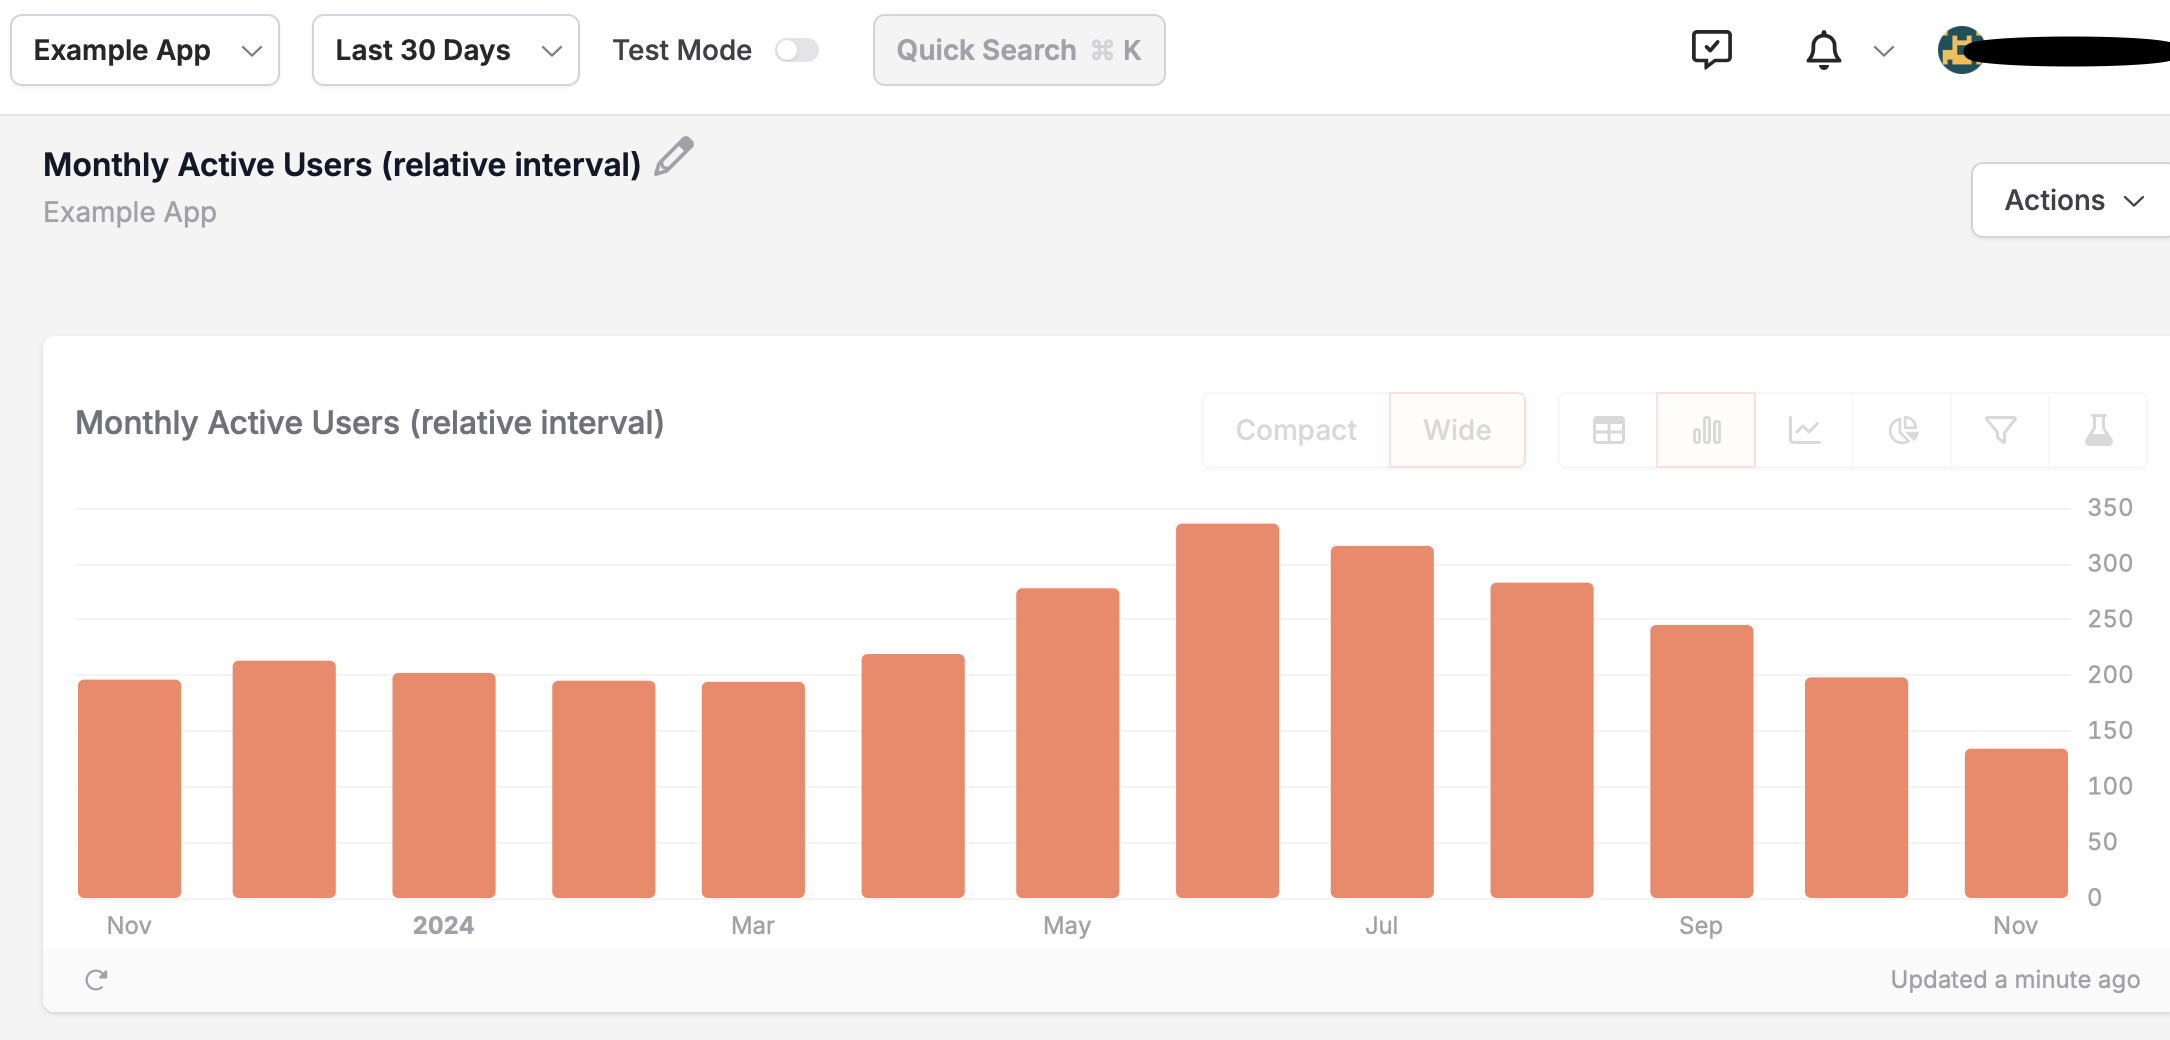 Example App Last 30 Days Test Mode Quick Search ⌘ K
Monthly Active Users (relative interval)
Example App
Actions
Monthly Active Users (relative interval)
Compact Wide
350
300
250
200
150
100
50
0
Nov 2024 Mar May Jul Sep Nov
Updated a minute ago